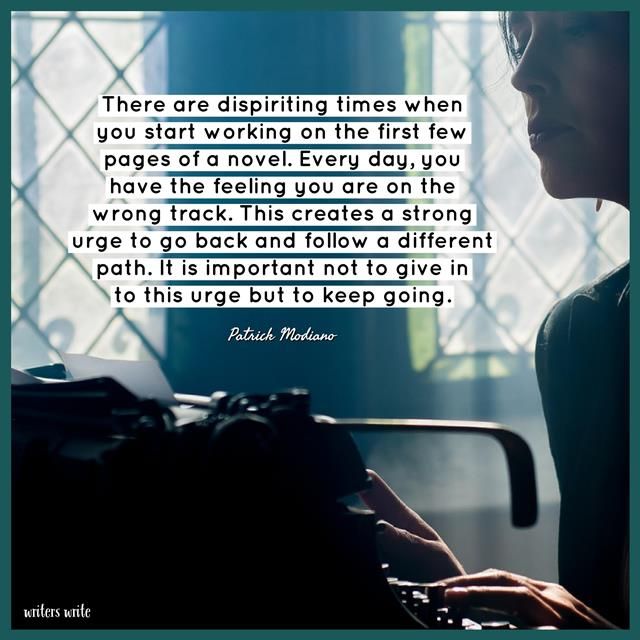 There are dispiriting times when
you start working on the first few
pages of a novel. Every day, you
have the feeling you are on the
wrong track. This creates a strong
urge to go back and follow a different
path. It is important not to give in
to this urge but to keep going.
Patrick Modiano
writers write